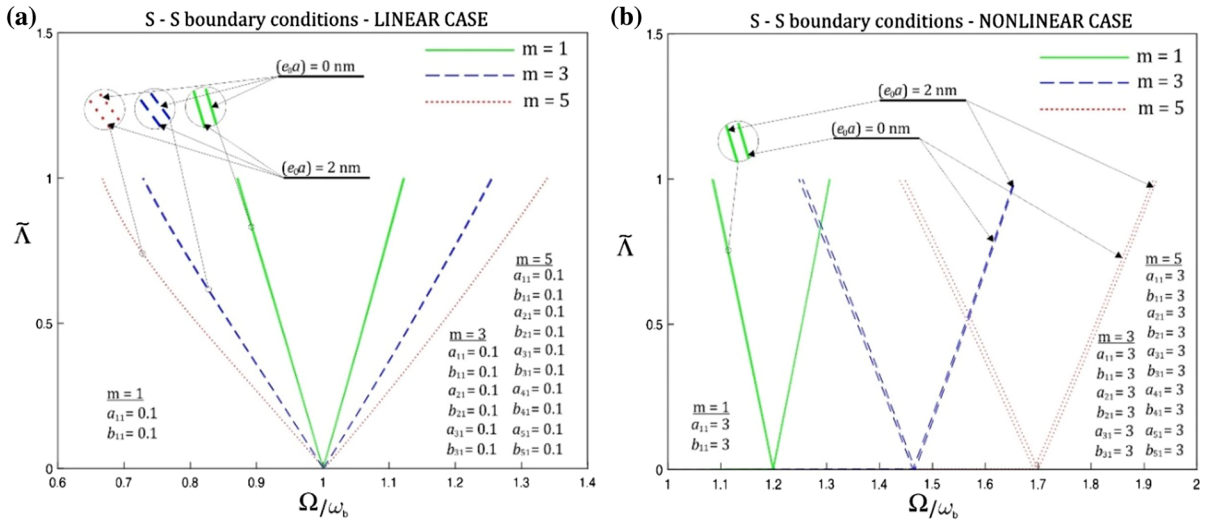 (a)
S - S boundary conditions - LINEAR CASE
1.5
1
0.5
0
Λ̃
m = 1
m = 3
m = 5
(e₀a) = 0 nm
(e₀a) = 2 nm
m = 1
a₁₁= 0.1
b₁₁= 0.1
m = 3
a₁₁= 0.1
b₁₁= 0.1
a₂₁= 0.1
b₂₁= 0.1
a₃₁= 0.1
b₃₁= 0.1
m = 5
a₁₁= 0.1
b₁₁= 0.1
a₂₁= 0.1
b₂₁= 0.1
a₃₁= 0.1
b₃₁= 0.1
a₄₁= 0.1
b₄₁= 0.1
a₅₁= 0.1
b₅₁= 0.1
0.6 0.7 0.8 0.9 1 1.1 1.2 1.3 1.4
Ω/ω_b
(b)
S - S boundary conditions - NONLINEAR CASE
1.5
1
0.5
0
Λ̃
m = 1
m = 3
m = 5
(e₀a) = 2 nm
(e₀a) = 0 nm
m = 1
a₁₁= 3
b₁₁= 3
m = 3
a₁₁= 3
b₁₁= 3
a₂₁= 3
b₂₁= 3
a₃₁= 3
b₃₁= 3
m = 5
a₁₁= 3
b₁₁= 3
a₂₁= 3
b₂₁= 3
a₃₁= 3
b₃₁= 3
a₄₁= 3
b₄₁= 3
a₅₁= 3
b₅₁= 3
1 1.1 1.2 1.3 1.4 1.5 1.6 1.7 1.8 1.9 2
Ω/ω_b